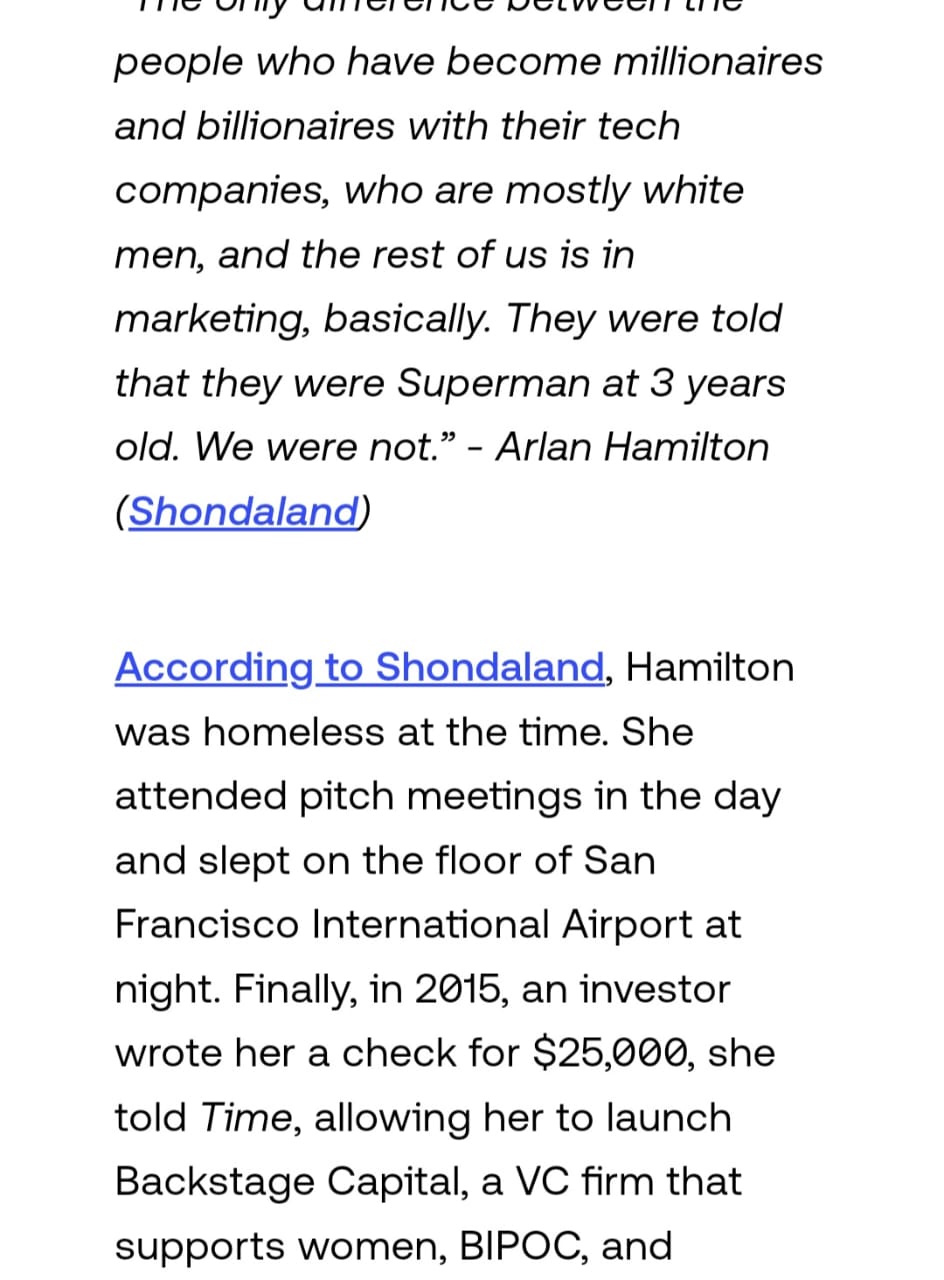 The only difference between the
people who have become millionaires
and billionaires with their tech
companies, who are mostly white
men, and the rest of us is in
marketing, basically. They were told
that they were Superman at 3 years
old. We were not.” - Arlan Hamilton
(Shondaland)
According to Shondaland, Hamilton
was homeless at the time. She
attended pitch meetings in the day
and slept on the floor of San
Francisco International Airport at
night. Finally, in 2015, an investor
wrote her a check for $25,000, she
told Time, allowing her to launch
Backstage Capital, a VC firm that
supports women, BIPOC, and